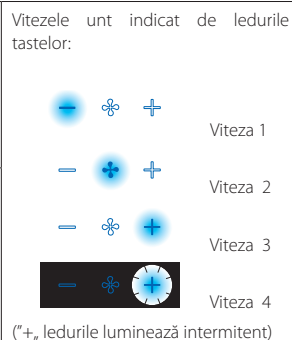 Vitezele unt indicat de ledurile
tastelor:
Viteza 1
Viteza 2
Viteza 3
Viteza 4
("+„ ledurile luminează intermitent)